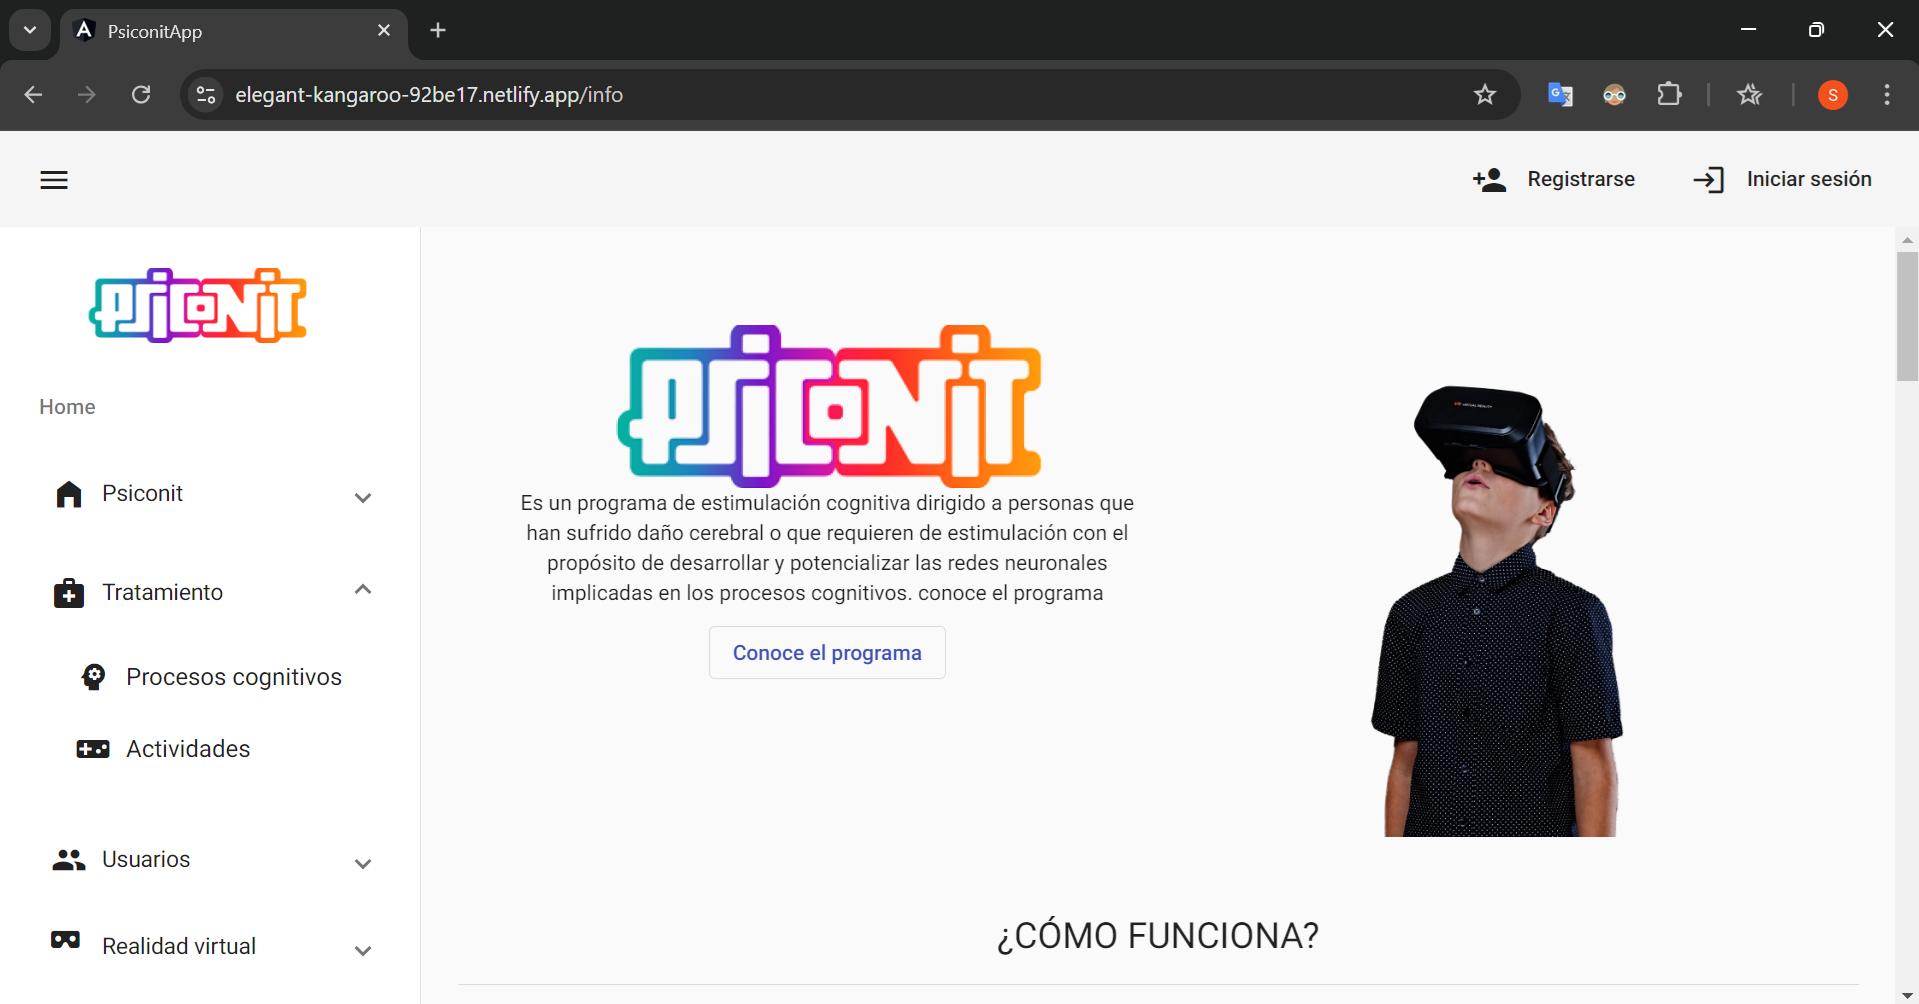 PsiconitApp
elegant-kangaroo-92be17.netlify.app/info
S
Registrarse
Iniciar sesión
PSICONIT
Home
Psiconit
Tratamiento
Procesos cognitivos
Actividades
Usuarios
Realidad virtual
PSICONIT
Es un programa de estimulación cognitiva dirigido a personas que
han sufrido daño cerebral o que requieren de estimulación con el
propósito de desarrollar y potencializar las redes neuronales
implicadas en los procesos cognitivos. conoce el programa
Conoce el programa
VIRTUAL REALITY
¿CÓMO FUNCIONA?